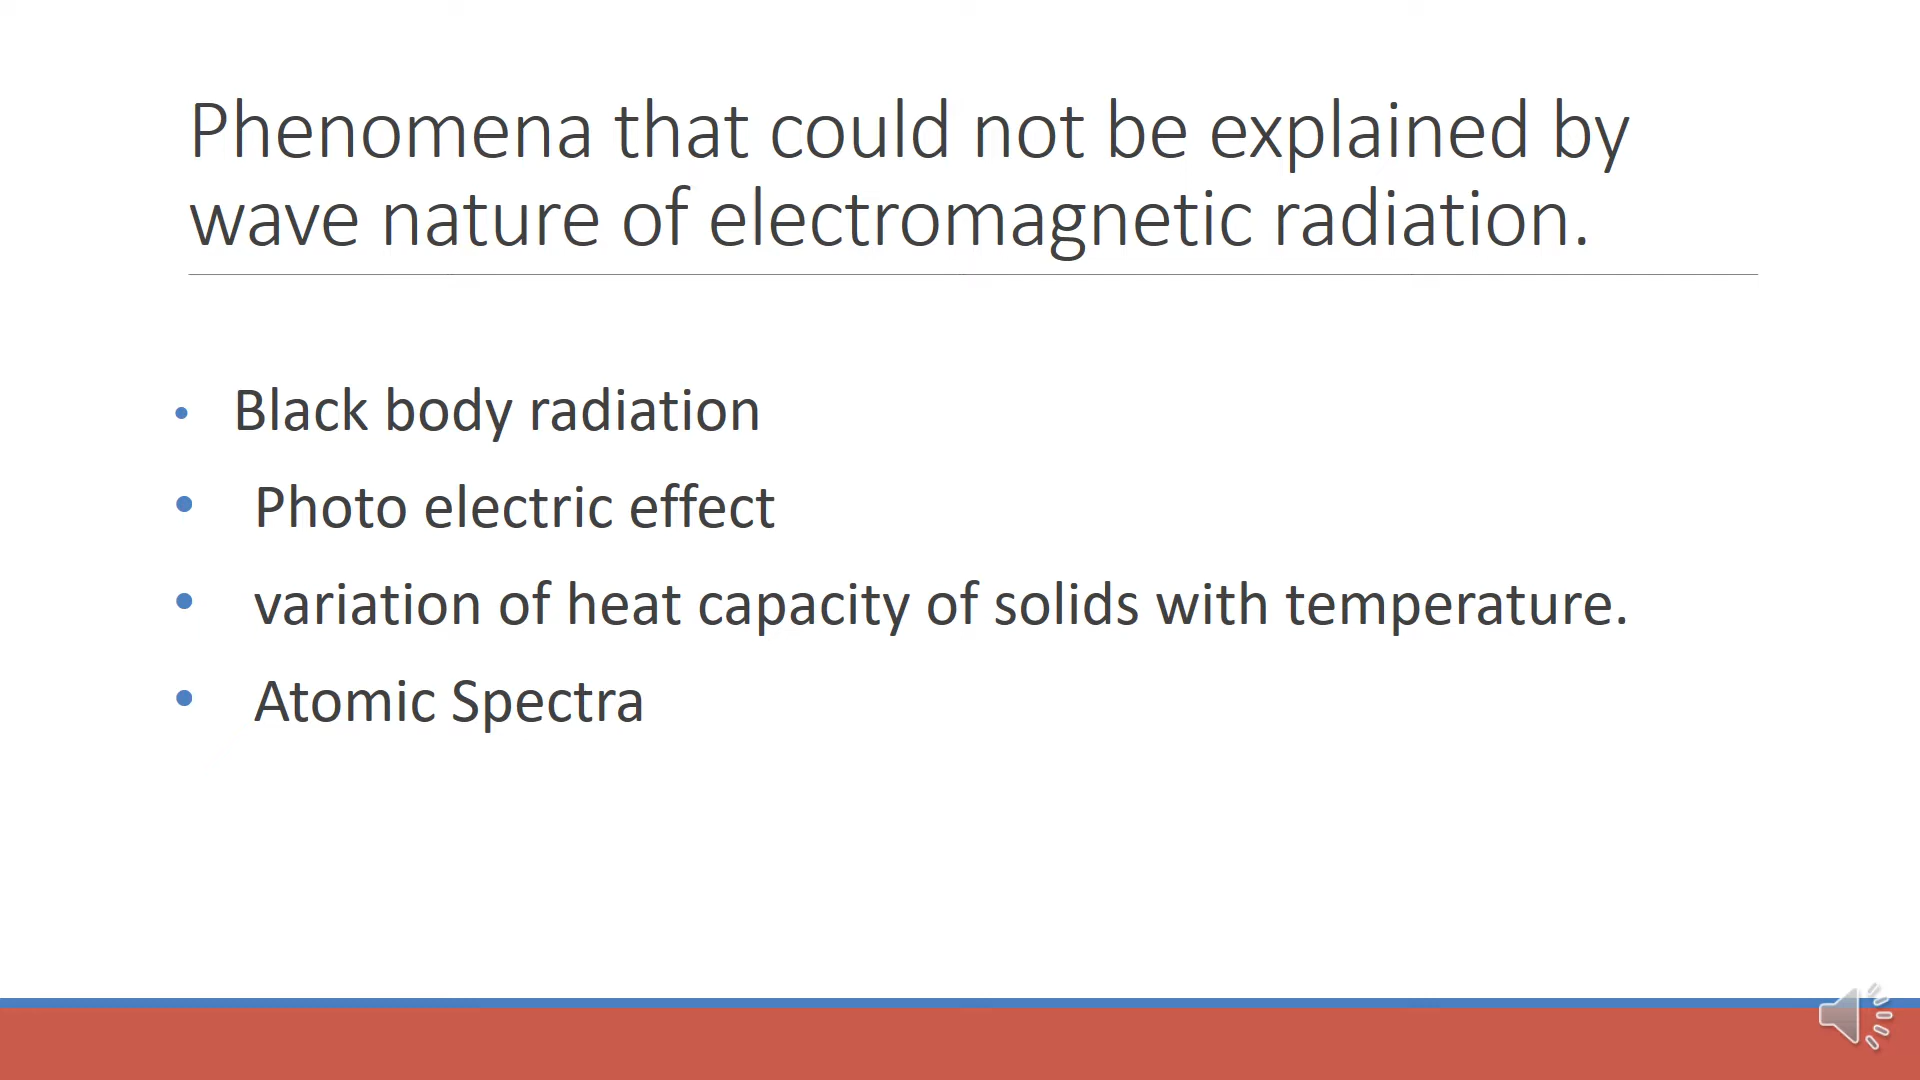 Phenomena that could not be explained by
wave nature of electromagnetic radiation.
• Black body radiation
• Photo electric effect
• variation of heat capacity of solids with temperature.
• Atomic Spectra